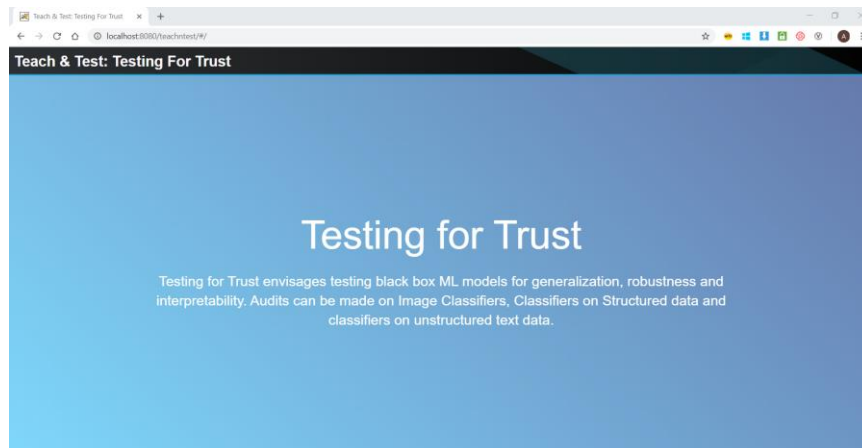 Teach & Test: Testing For Trust
localhost:8080/teachntest/#/
Teach & Test: Testing For Trust
Testing for Trust
Testing for Trust envisages testing black box ML models for generalization, robustness and
interpretability. Audits can be made on Image Classifiers, Classifiers on Structured data and
classifiers on unstructured text data.